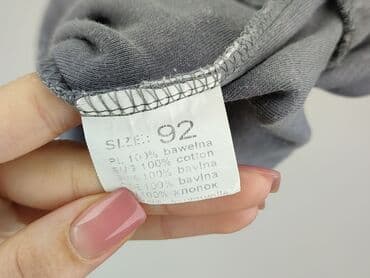 SIZE: 92
PL 100% bawełna
100% cotton
100% bavlna
100% bavlna
100% хлопок